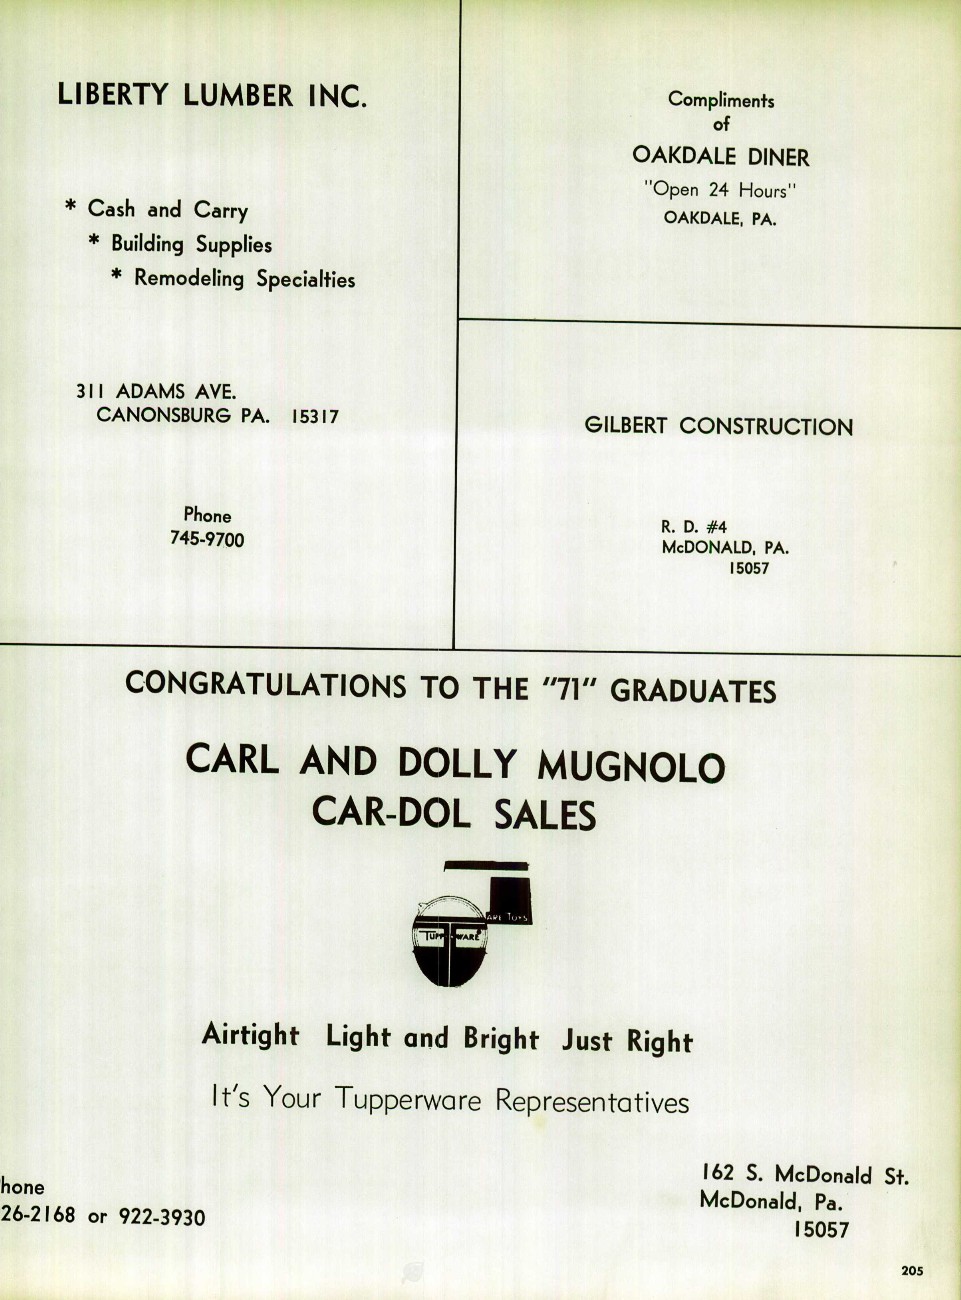 LIBERTY LUMBER INC.
* Cash and Carry
* Building Supplies
* Remodeling Specialties
311 ADAMS AVE.
CANONSBURG PA. 15317
Phone
745-9700
Compliments
of
OAKDALE DINER
"Open 24 Hours"
OAKDALE, PA.
GILBERT CONSTRUCTION
R. D. #4
McDONALD, PA.
15057
CONGRATULATIONS TO THE "71" GRADUATES
CARL AND DOLLY MUGNOLO
CAR-DOL SALES
ARE TOYS
TUPPERWARE
Airtight Light and Bright Just Right
It's Your Tupperware Representatives
hone
26-2168 or 922-3930
162 S. McDonald St.
McDonald, Pa.
15057
205